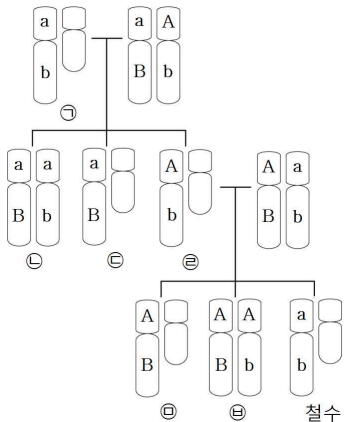 a a A
b B b
㉠
a a a A A a
B b B b B b
㉡ ㉢ ㉣
A A A a
B B b b
㉤ ㉥ 철수